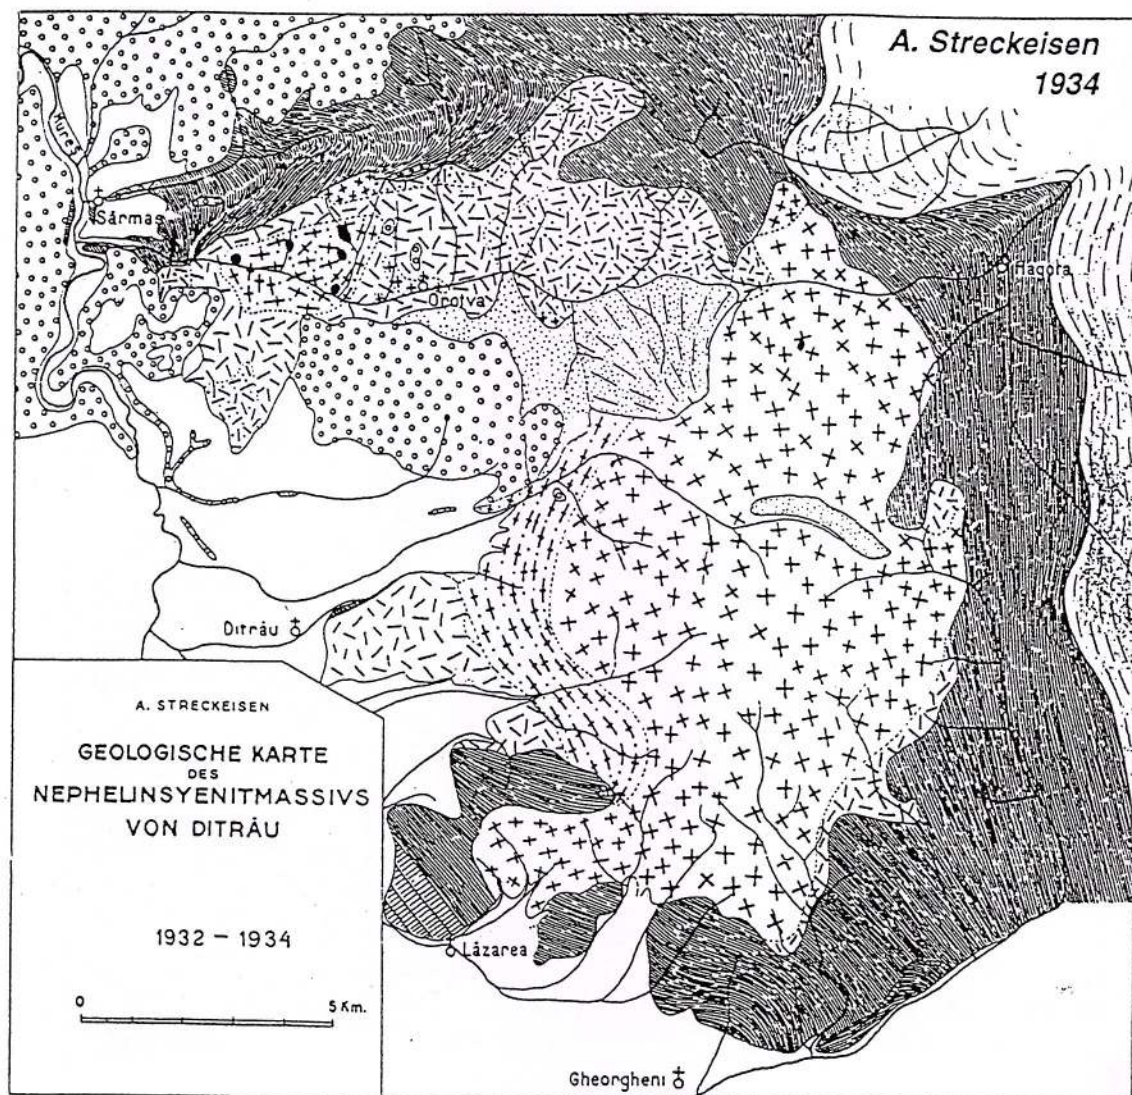 A. Streckeisen
1934
Mureș
Sârmaș
Hagota
Orotva
Ditrău
A. STRECKEISEN
GEOLOGISCHE KARTE
DES
NEPHELINSYENITMASSIVS
VON DITRĂU
1932 – 1934
0 5 Km.
Lăzarea
Gheorgheni